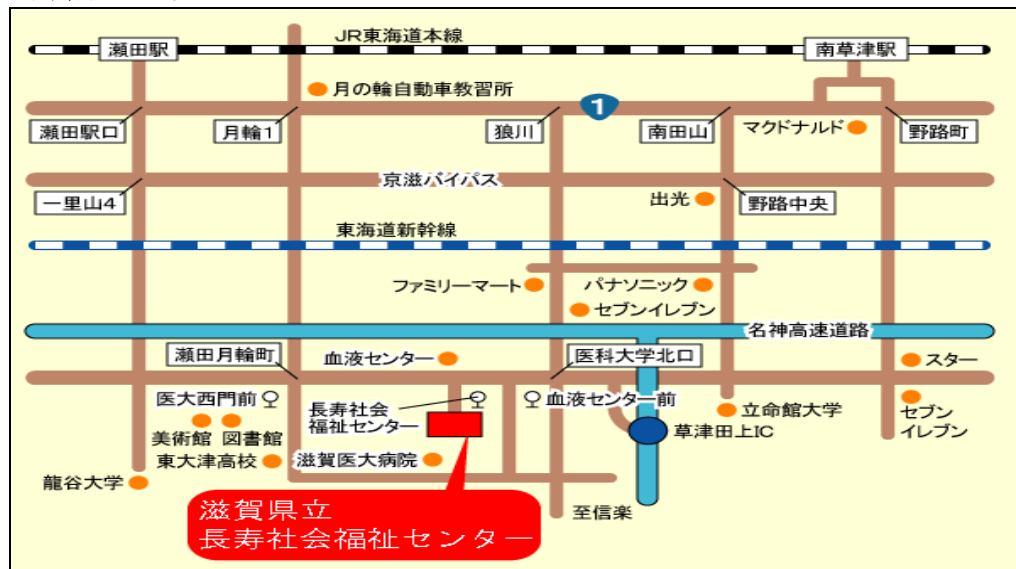 JR東海道本線
瀬田駅
南草津駅
月の輪自動車教習所
1
瀬田駅口
月輪1
狼川
南田山
マクドナルド
野路町
京滋バイパス
一里山4
出光
野路中央
東海道新幹線
ファミリーマート
パナソニック
セブンイレブン
名神高速道路
瀬田月輪町
血液センター
医科大学北口
スター
医大西門前
長寿社会
福祉センター
血液センター前
美術館
図書館
立命館大学
セブン
イレブン
草津田上IC
東大津高校
滋賀医大病院
龍谷大学
至信楽
滋賀県立
長寿社会福祉センター